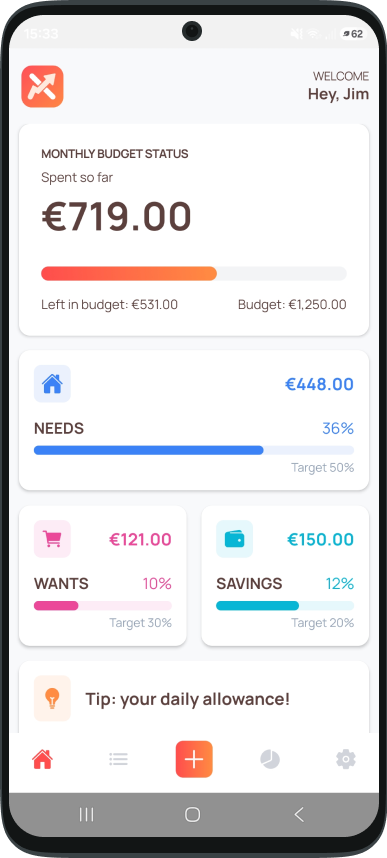 15:33
62
WELCOME
Hey, Jim
MONTHLY BUDGET STATUS
Spent so far
€719.00
Left in budget: €531.00
Budget: €1,250.00
€448.00
NEEDS
36%
Target 50%
€121.00
WANTS
10%
Target 30%
€150.00
SAVINGS
12%
Target 20%
Tip: your daily allowance!